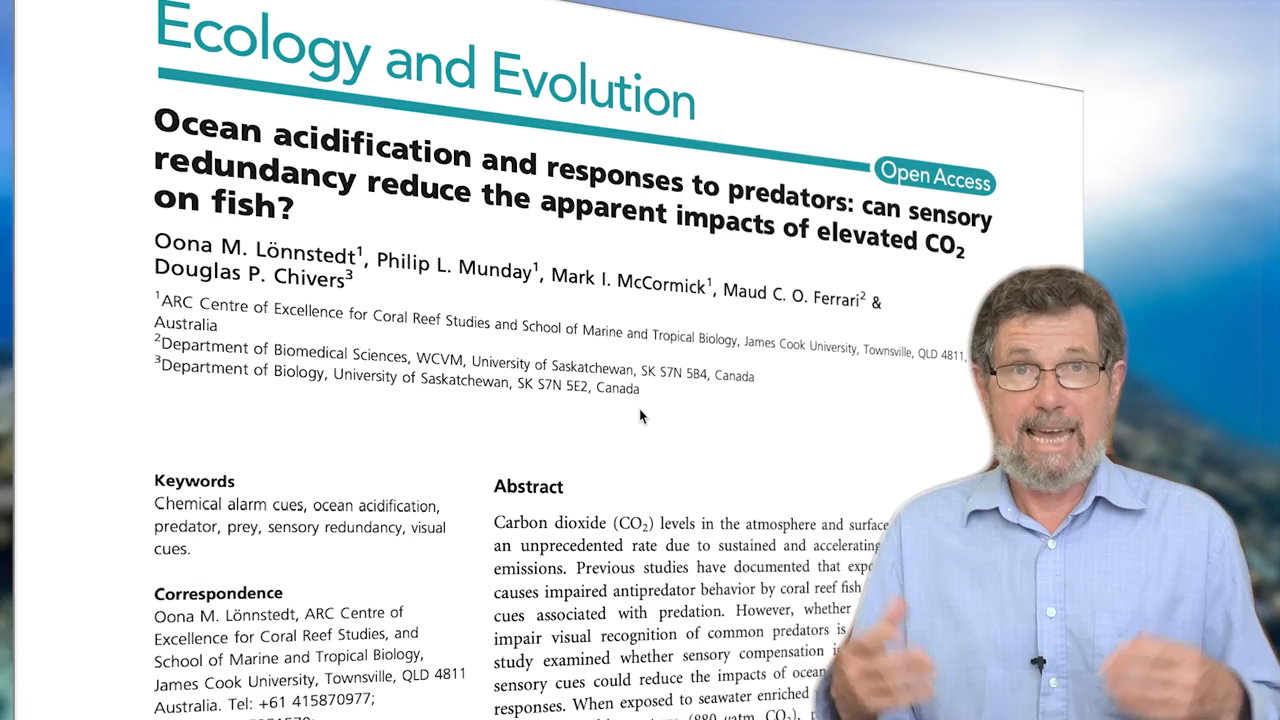 Ecology and Evolution
Open Access
Ocean acidification and responses to predators: can sensory
redundancy reduce the apparent impacts of elevated CO₂
on fish?
Oona M. Lönnstedt¹, Philip L. Munday¹, Mark I. McCormick¹, Maud C. O. Ferrari² &
Douglas P. Chivers³
¹ARC Centre of Excellence for Coral Reef Studies and School of Marine and Tropical Biology, James Cook University, Townsville, QLD 4811,
Australia
²Department of Biomedical Sciences, WCVM, University of Saskatchewan, SK S7N 5B4, Canada
³Department of Biology, University of Saskatchewan, SK S7N 5E2, Canada
Keywords
Chemical alarm cues, ocean acidification,
predator, prey, sensory redundancy, visual
cues.
Correspondence
Oona M. Lönnstedt, ARC Centre of
Excellence for Coral Reef Studies, and
School of Marine and Tropical Biology,
James Cook University, Townsville, QLD 4811
Australia. Tel: +61 415870977;
Abstract
Carbon dioxide (CO₂) levels in the atmosphere and surface
an unprecedented rate due to sustained and accelerating
emissions. Previous studies have documented that
causes impaired antipredator behavior by coral reef fish
cues associated with predation. However, whether
impair visual recognition of common predators is
study examined whether sensory compensation
sensory cues could reduce the impacts of ocean
responses. When exposed to seawater enriched
(880 μatm CO₂),